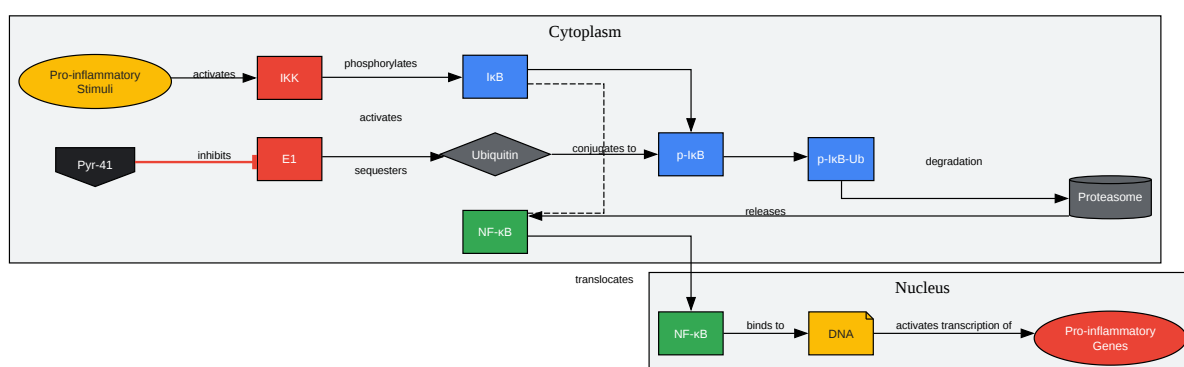 Cytoplasm
Pro-inflammatory
Stimuli
activates
IKK
phosphorylates
IκB
Pyr-41
inhibits
E1
activates
sequesters
Ubiquitin
conjugates to
p-IκB
p-IκB-Ub
degradation
Proteasome
releases
NF-κB
translocates
Nucleus
NF-κB
binds to
DNA
activates transcription of
Pro-inflammatory
Genes